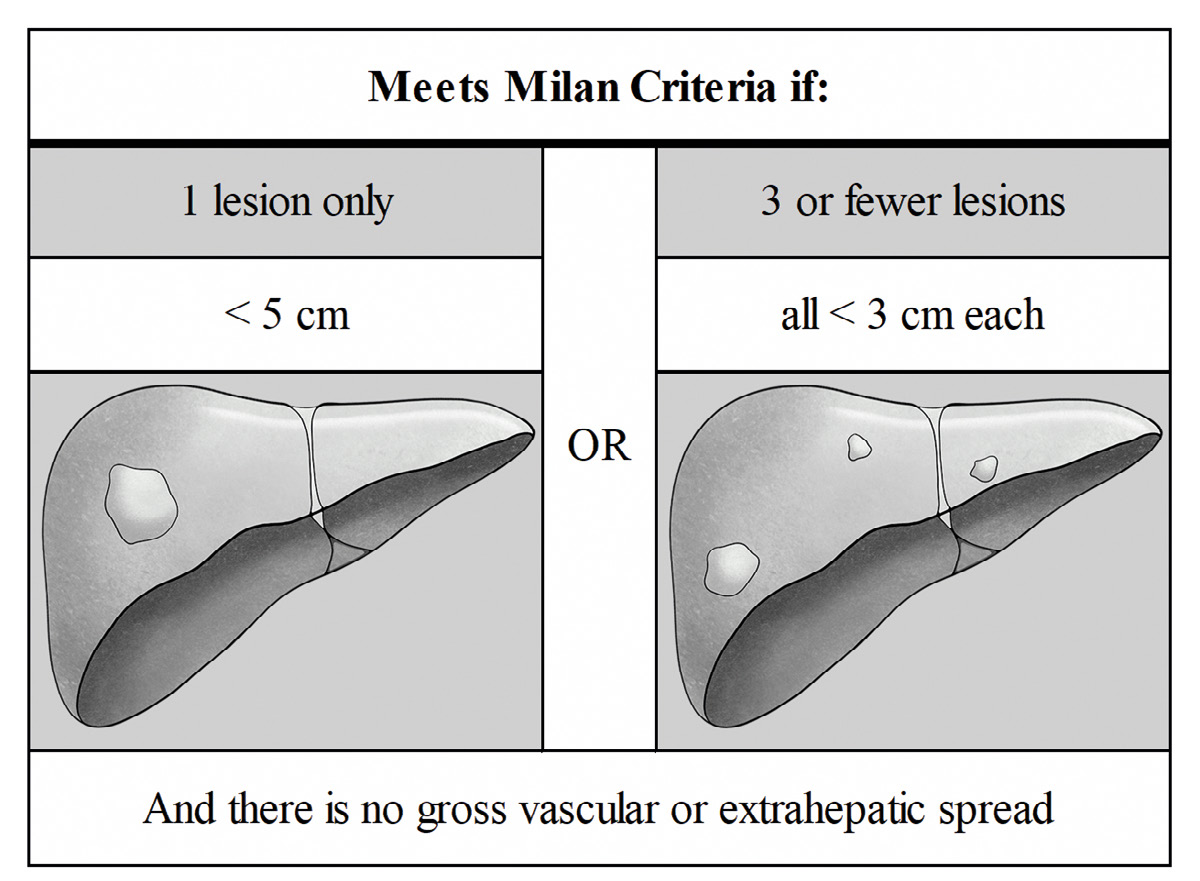 Meets Milan Criteria if:
1 lesion only
< 5 cm
OR
3 or fewer lesions
all < 3 cm each
And there is no gross vascular or extrahepatic spread